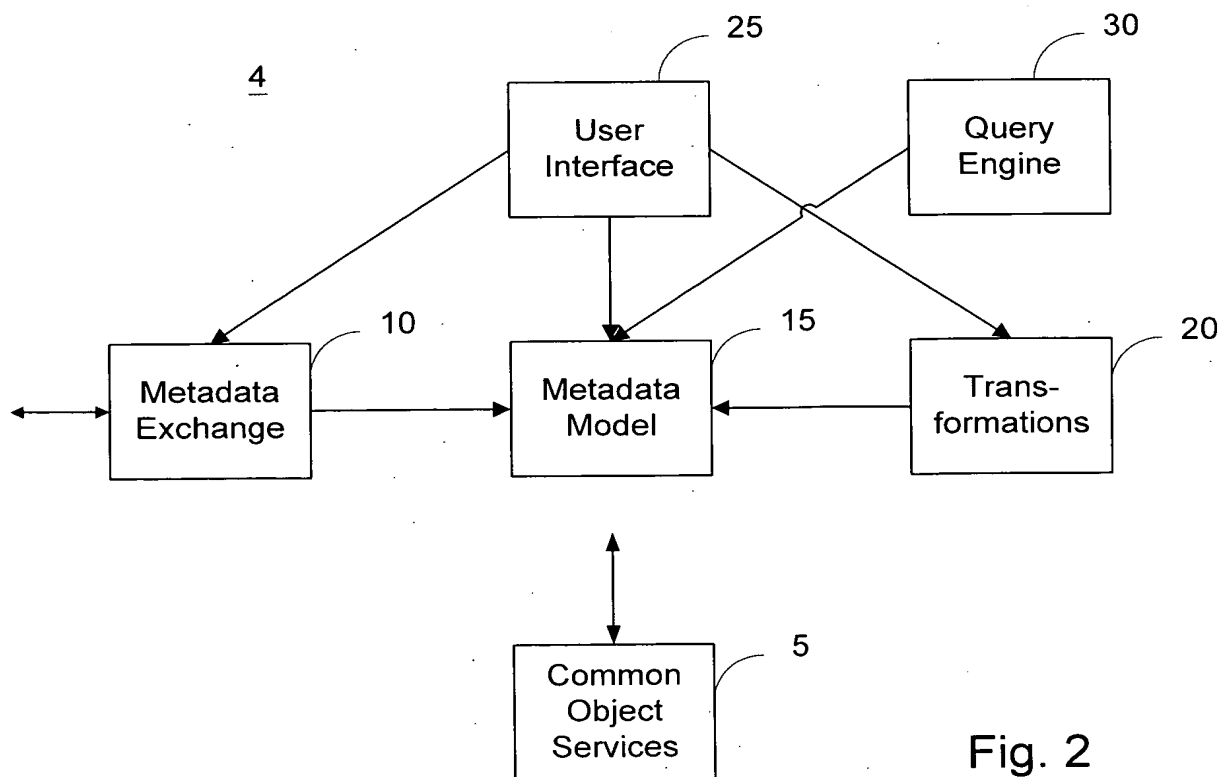 25
30
4
User
Interface
Query
Engine
10
15
20
Metadata
Exchange
Metadata
Model
Trans-
formations
5
Common
Object
Services
Fig. 2